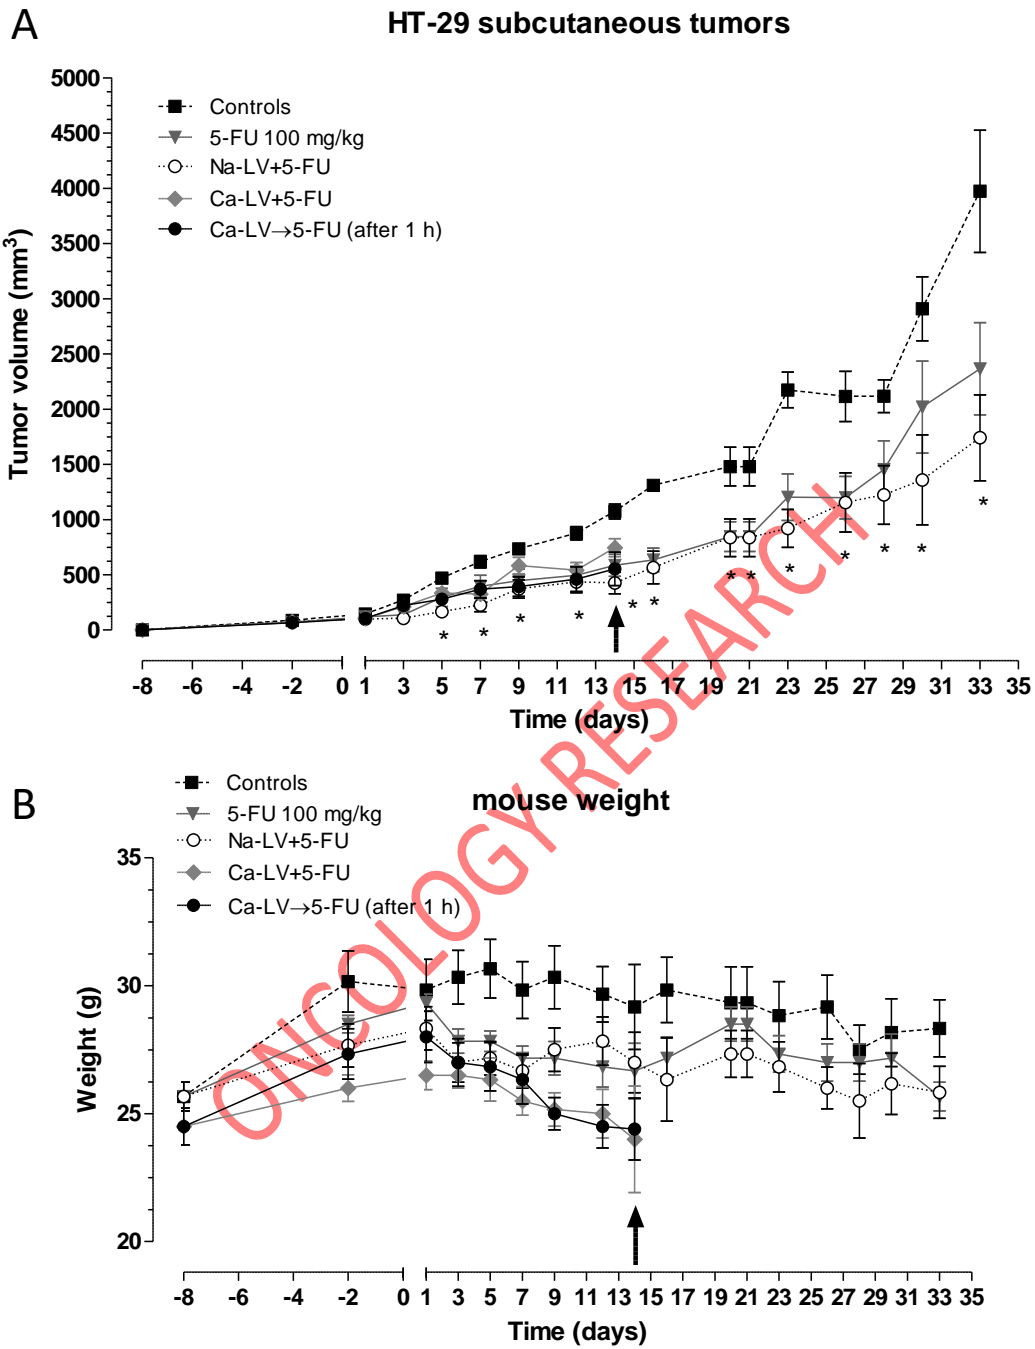 A
HT-29 subcutaneous tumors
Controls
5-FU 100 mg/kg
Na-LV+5-FU
Ca-LV+5-FU
Ca-LV→5-FU (after 1 h)
Tumor volume (mm³)
5000
4500
4000
3500
3000
2500
2000
1500
1000
500
0
* * * * * * * * * * * * *
-8 -6 -4 -2 0 1 3 5 7 9 11 13 15 17 19 21 23 25 27 29 31 33 35
Time (days)
ONCOLOGY RESEARCH
B
mouse weight
Controls
5-FU 100 mg/kg
Na-LV+5-FU
Ca-LV+5-FU
Ca-LV→5-FU (after 1 h)
Weight (g)
35
30
25
20
-8 -6 -4 -2 0 1 3 5 7 9 11 13 15 17 19 21 23 25 27 29 31 33 35
Time (days)